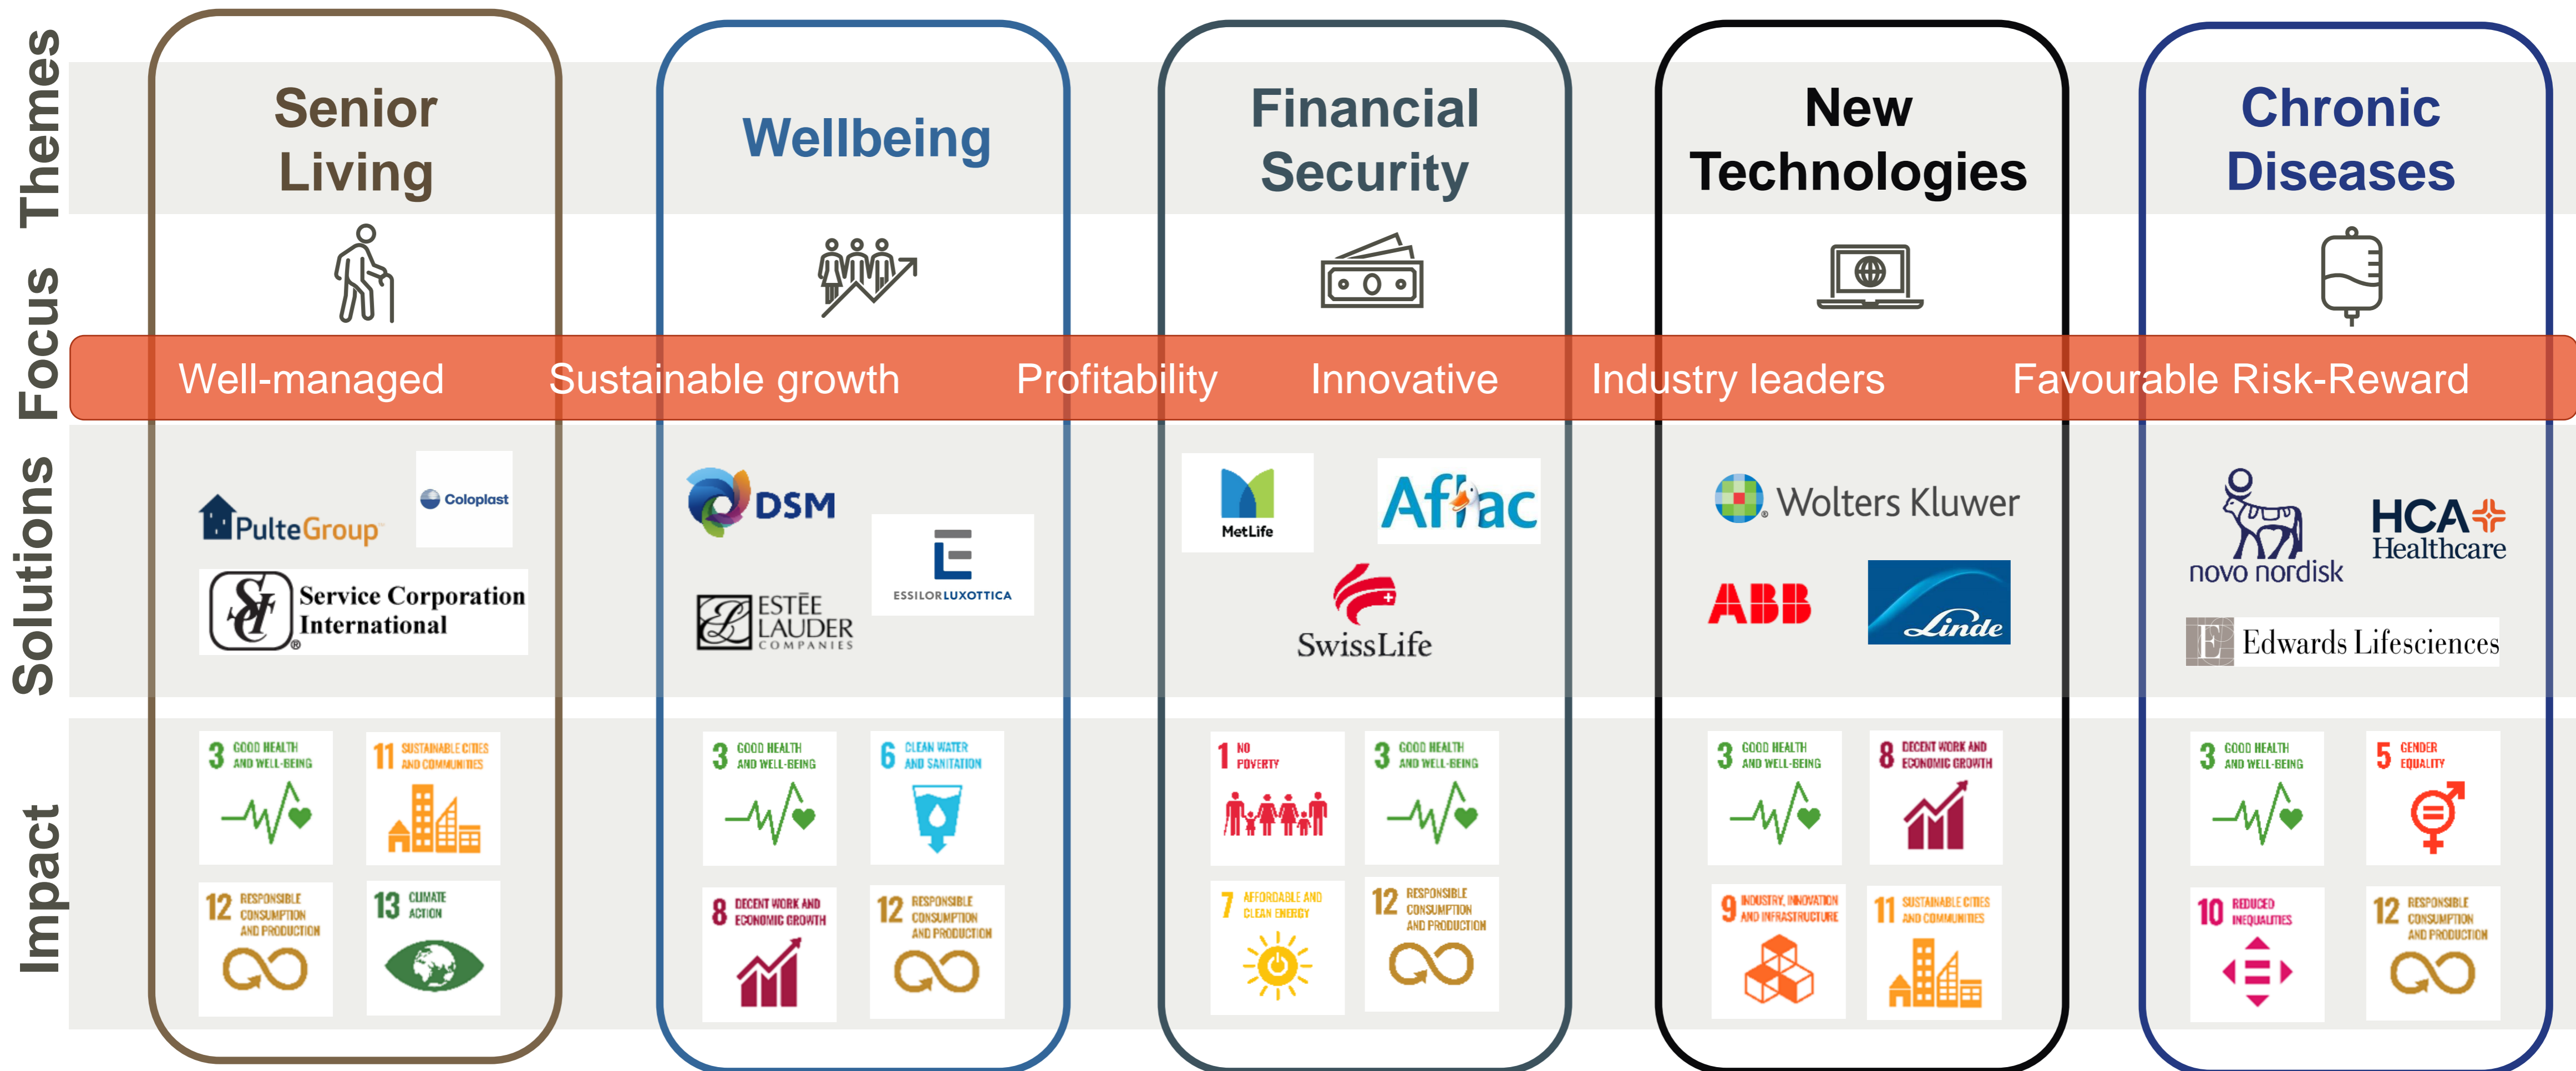 Themes
Senior
Living
Wellbeing
Financial
Security
New
Technologies
Chronic
Diseases
Focus
Well-managed
Sustainable growth
Profitability
Innovative
Industry leaders
Favourable Risk-Reward
Solutions
PulteGroup
Coloplast
SCI
®
Service Corporation
International
DSM
ESSILORLUXOTTICA
ESTĒE
LAUDER
COMPANIES
MetLife
Aflac
SwissLife
Wolters Kluwer
ABB
Linde
novo nordisk
HCA
Healthcare
E Edwards Lifesciences
Impact
3 GOOD HEALTH
AND WELL-BEING
11 SUSTAINABLE CITIES
AND COMMUNITIES
12 RESPONSIBLE
CONSUMPTION
AND PRODUCTION
13 CLIMATE
ACTION
3 GOOD HEALTH
AND WELL-BEING
6 CLEAN WATER
AND SANITATION
8 DECENT WORK AND
ECONOMIC GROWTH
12 RESPONSIBLE
CONSUMPTION
AND PRODUCTION
1 NO
POVERTY
3 GOOD HEALTH
AND WELL-BEING
7 AFFORDABLE AND
CLEAN ENERGY
12 RESPONSIBLE
CONSUMPTION
AND PRODUCTION
3 GOOD HEALTH
AND WELL-BEING
8 DECENT WORK AND
ECONOMIC GROWTH
9 INDUSTRY, INNOVATION
AND INFRASTRUCTURE
11 SUSTAINABLE CITIES
AND COMMUNITIES
3 GOOD HEALTH
AND WELL-BEING
5 GENDER
EQUALITY
10 REDUCED
INEQUALITIES
12 RESPONSIBLE
CONSUMPTION
AND PRODUCTION